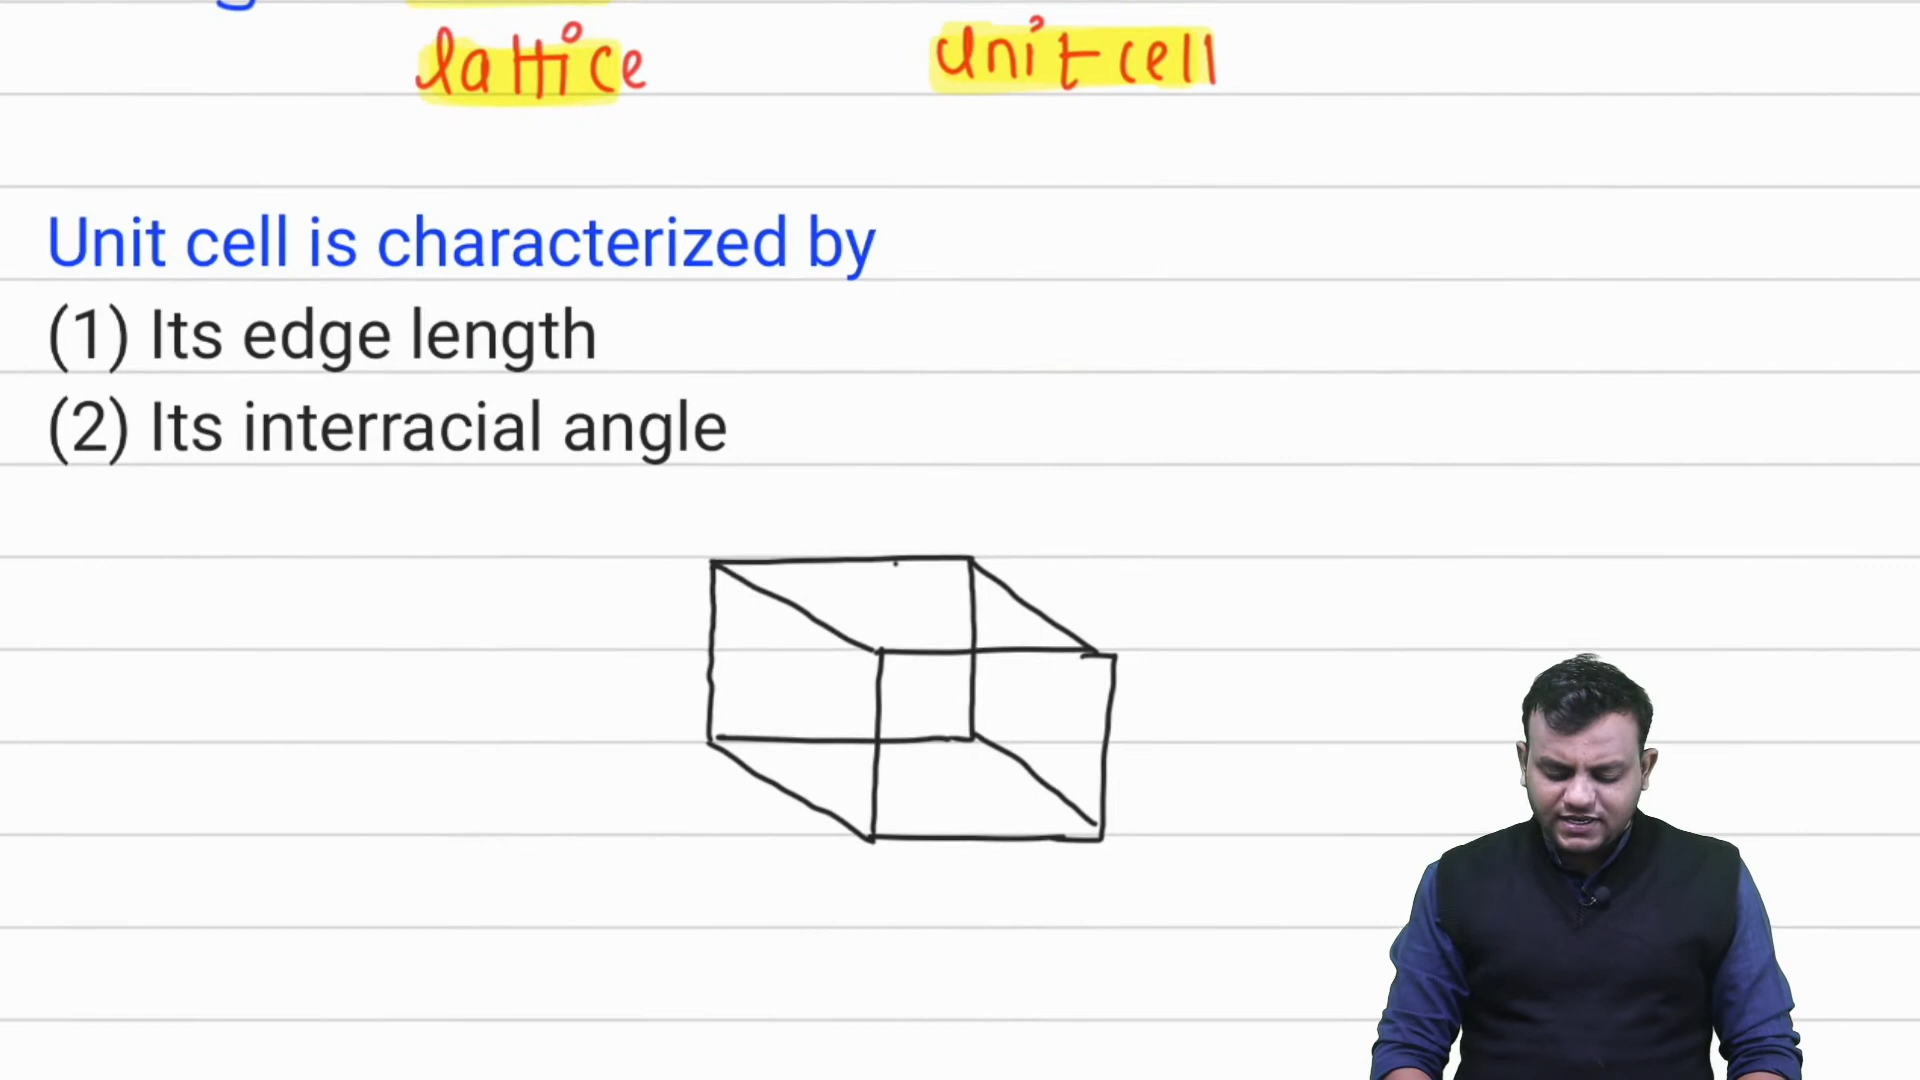 lattice unit cell
Unit cell is characterized by
(1) Its edge length
(2) Its interracial angle